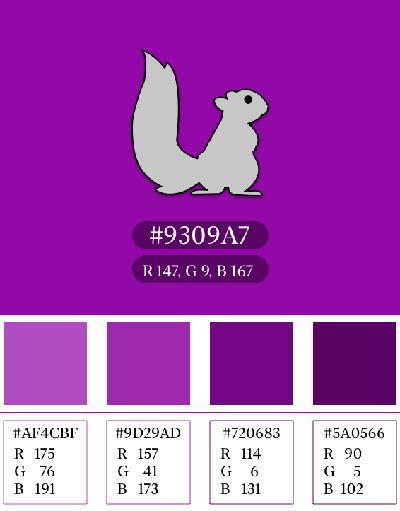 #9309A7
R 147, G 9, B 167
#AF4CBF
R 175
G 76
B 191
#9D29AD
R 157
G 41
B 173
#720683
R 114
G 6
B 131
#5A0566
R 90
G 5
B 102